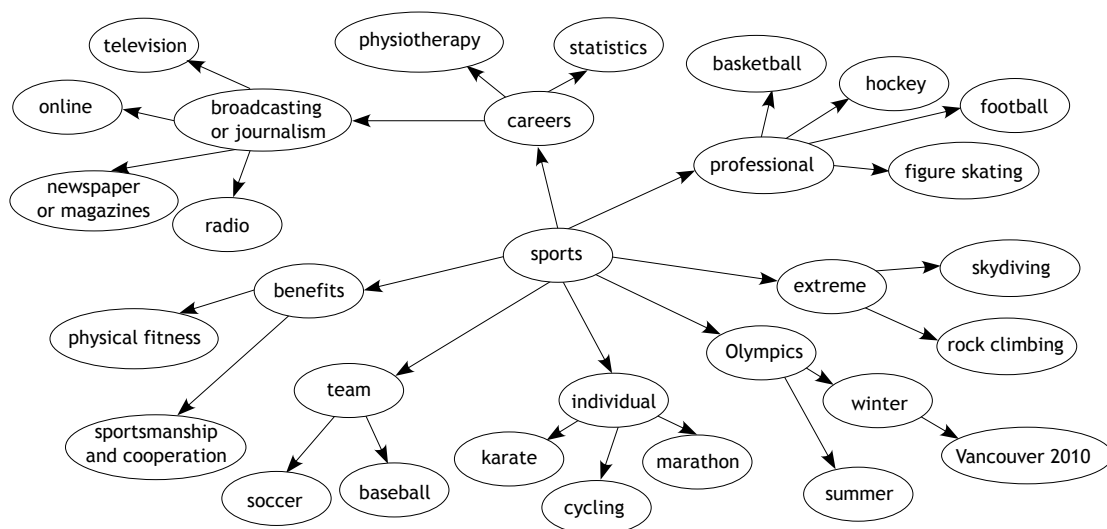 television
physiotherapy
statistics
basketball
hockey
football
online
broadcasting
or journalism
careers
professional
figure skating
newspaper
or magazines
radio
sports
skydiving
benefits
extreme
physical fitness
Olympics
rock climbing
team
individual
winter
sportsmanship
and cooperation
karate
marathon
Vancouver 2010
soccer
baseball
cycling
summer